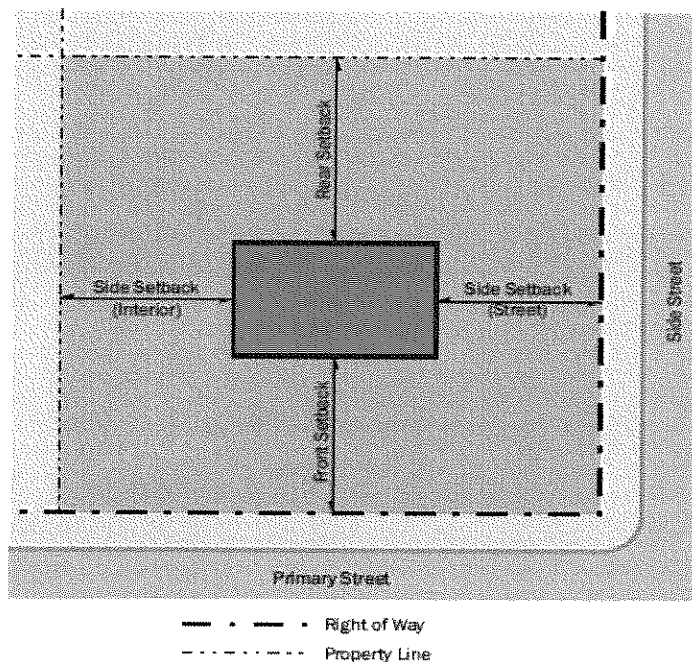 Rear Setback
Side Setback
(Interior)
Side Setback
(Street)
Side Street
Front Setback
Primary Street
Right of Way
Property Line